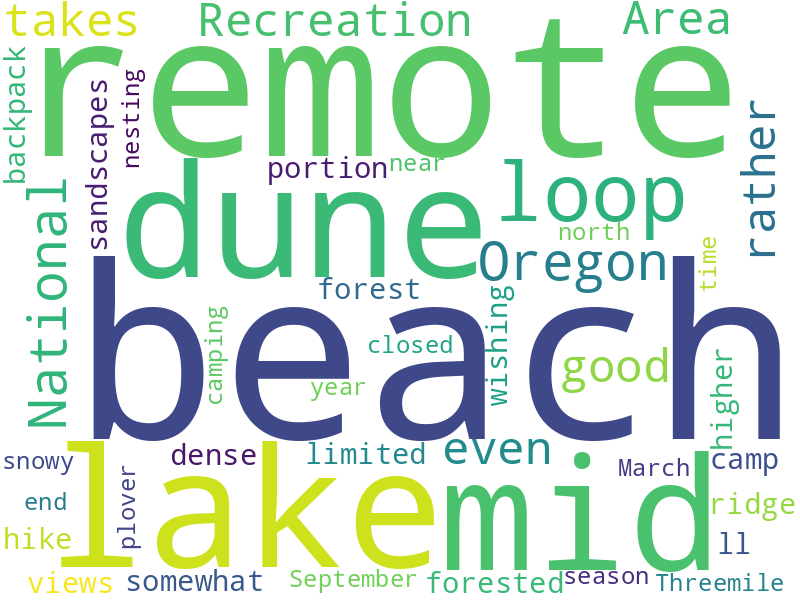 takes
Recreation
Area
remote
backpack
sandscapes
nesting
portion
near
rather
dune
loop
National
north
Oregon
time
forest
beach
camping
closed
wishing
good
year
higher
snowy
dense
limited
even
March
camp
lake
mid
end
plover
ridge
hike
ll
views
somewhat
September
forested
season
Threemile